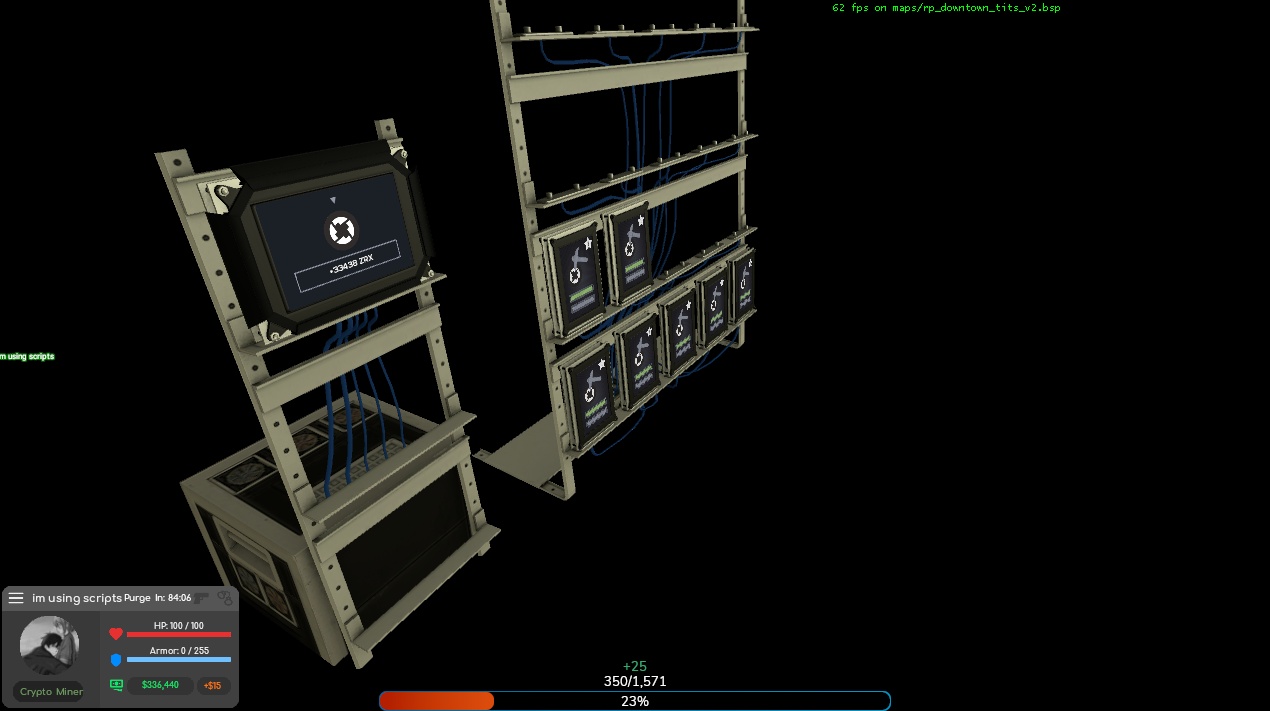 62 fps on maps/rp_downtown_tits_v2.bsp
+33438 ZRX
m using scripts
im using scripts Purge In: 84:06
HP: 100 / 100
Armor: 0 / 255
Crypto Miner
$336,440
+$15
+25
350/1,571
23%